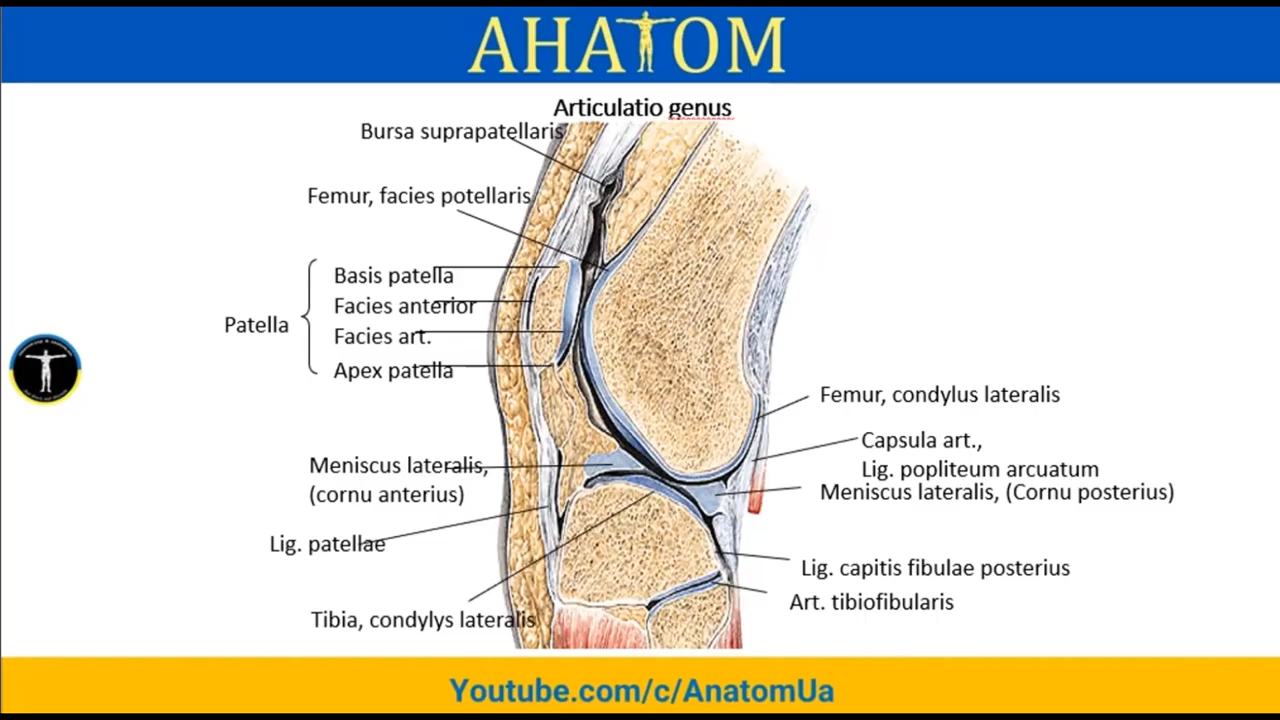 AHATOM
Articulatio genus
Bursa suprapatellaris
Femur, facies potellaris
Basis patella
Facies anterior
Patella
Facies art.
Apex patella
Femur, condylus lateralis
Capsula art.,
Lig. popliteum arcuatum
Meniscus lateralis,
(cornu anterius)
Meniscus lateralis, (Cornu posterius)
Lig. patellae
Lig. capitis fibulae posterius
Art. tibiofibularis
Tibia, condylys lateralis
Youtube.com/c/AnatomUa